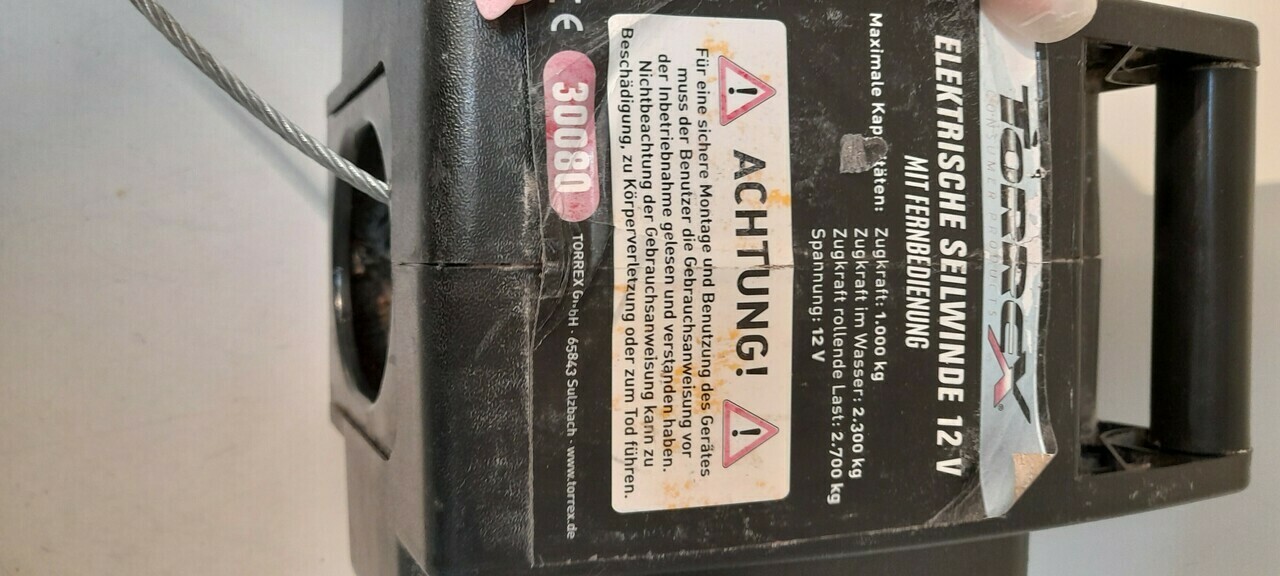 TORREX®
CONSUMER PRODUCTS
ELEKTRISCHE SEILWINDE 12 V
MIT FERNBEDIENUNG
Maximale Kap täten: Zugkraft: 1.000 kg
Zugkraft im Wasser: 2.300 kg
Zugkraft rollende Last: 2.700 kg
Spannung: 12 V
ACHTUNG!
Für eine sichere Montage und Benutzung des Gerätes
muss der Benutzer die Gebrauchsanweisung vor
der Inbetriebnahme gelesen und verstanden haben.
Nichtbeachtung der Gebrauchsanweisung kann zu
Beschädigung, zu Körperverletzung oder zum Tod führen.
CE 30080 TORREX GmbH · 65843 Sulzbach · www.torrex.de